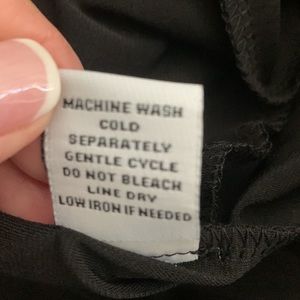 MACHINE WASH
COLD
SEPARATELY
GENTLE CYCLE
DO NOT BLEACH
LINE DRY
LOW IRON IF NEEDED